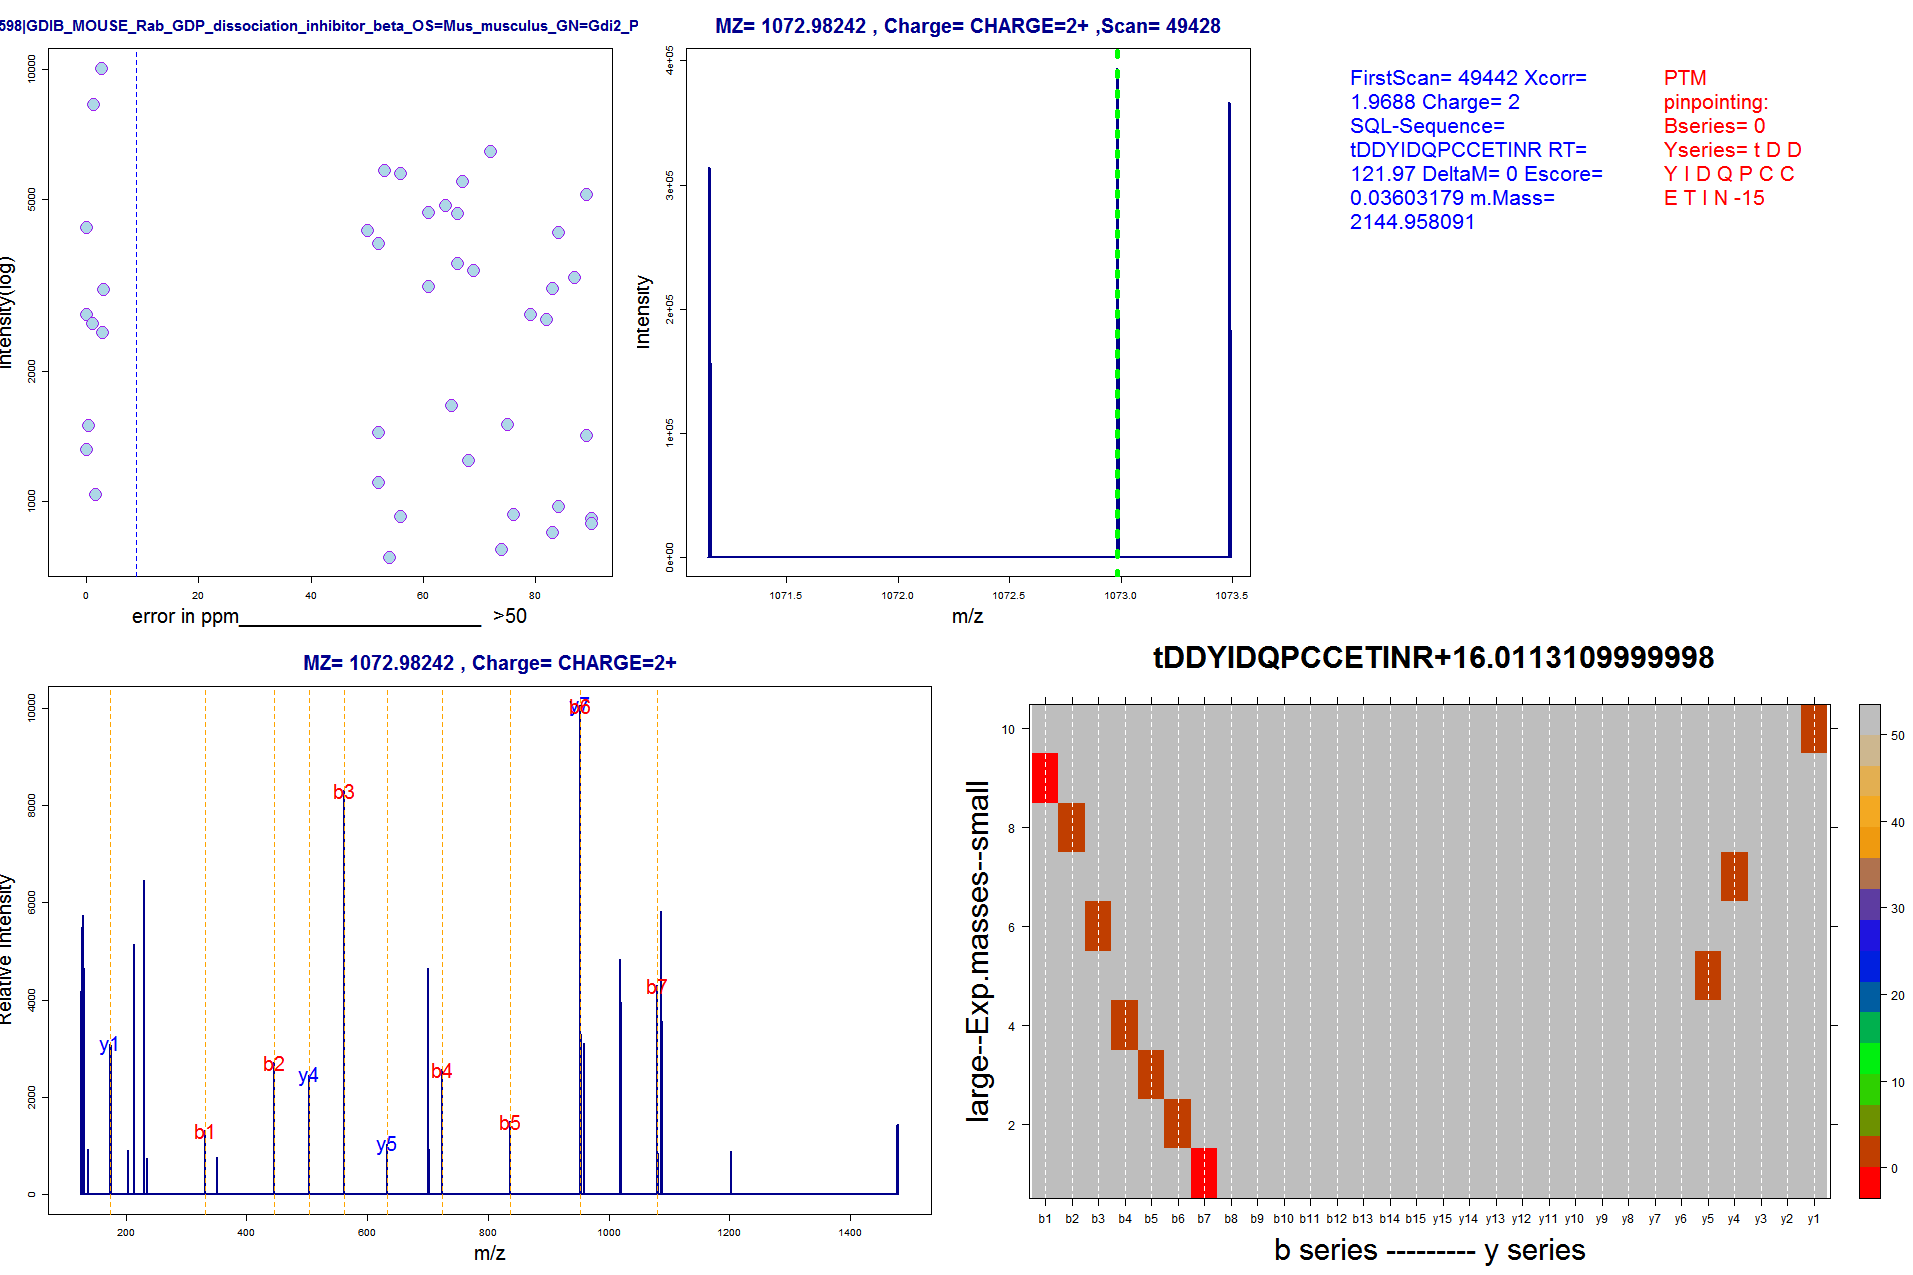 598|GDIB_MOUSE_Rab_GDP_dissociation_inhibitor_beta_OS=Mus_musculus_GN=Gdi2_P
Intensity(log)
10000
5000
2000
1000
0 20 40 60 80
error in ppm______________________ >50
MZ= 1072.98242 , Charge= CHARGE=2+ ,Scan= 49428
Intensity
4e+05
3e+05
2e+05
1e+05
0e+00
1071.5 1072.0 1072.5 1073.0 1073.5
m/z
FirstScan= 49442 Xcorr=
1.9688 Charge= 2
SQL-Sequence=
tDDYIDQPCCETINR RT=
121.97 DeltaM= 0 Escore=
0.03603179 m.Mass=
2144.958091
PTM
pinpointing:
Bseries= 0
Yseries= t D D
Y I D Q P C C
E T I N -15
MZ= 1072.98242 , Charge= CHARGE=2+
Relative Intensity
10000
8000
6000
4000
2000
0
y1
b1
b2
y4
b3
y5
b4
b5
y7
b6
b7
200 400 600 800 1000 1200 1400
m/z
tDDYIDQPCCETINR+16.0113109999998
large--Exp.masses--small
10
8
6
4
2
b1 b2 b3 b4 b5 b6 b7 b8 b9 b10 b11 b12 b13 b14 b15 y15 y14 y13 y12 y11 y10 y9 y8 y7 y6 y5 y4 y3 y2 y1
b series --------- y series
50
40
30
20
10
0